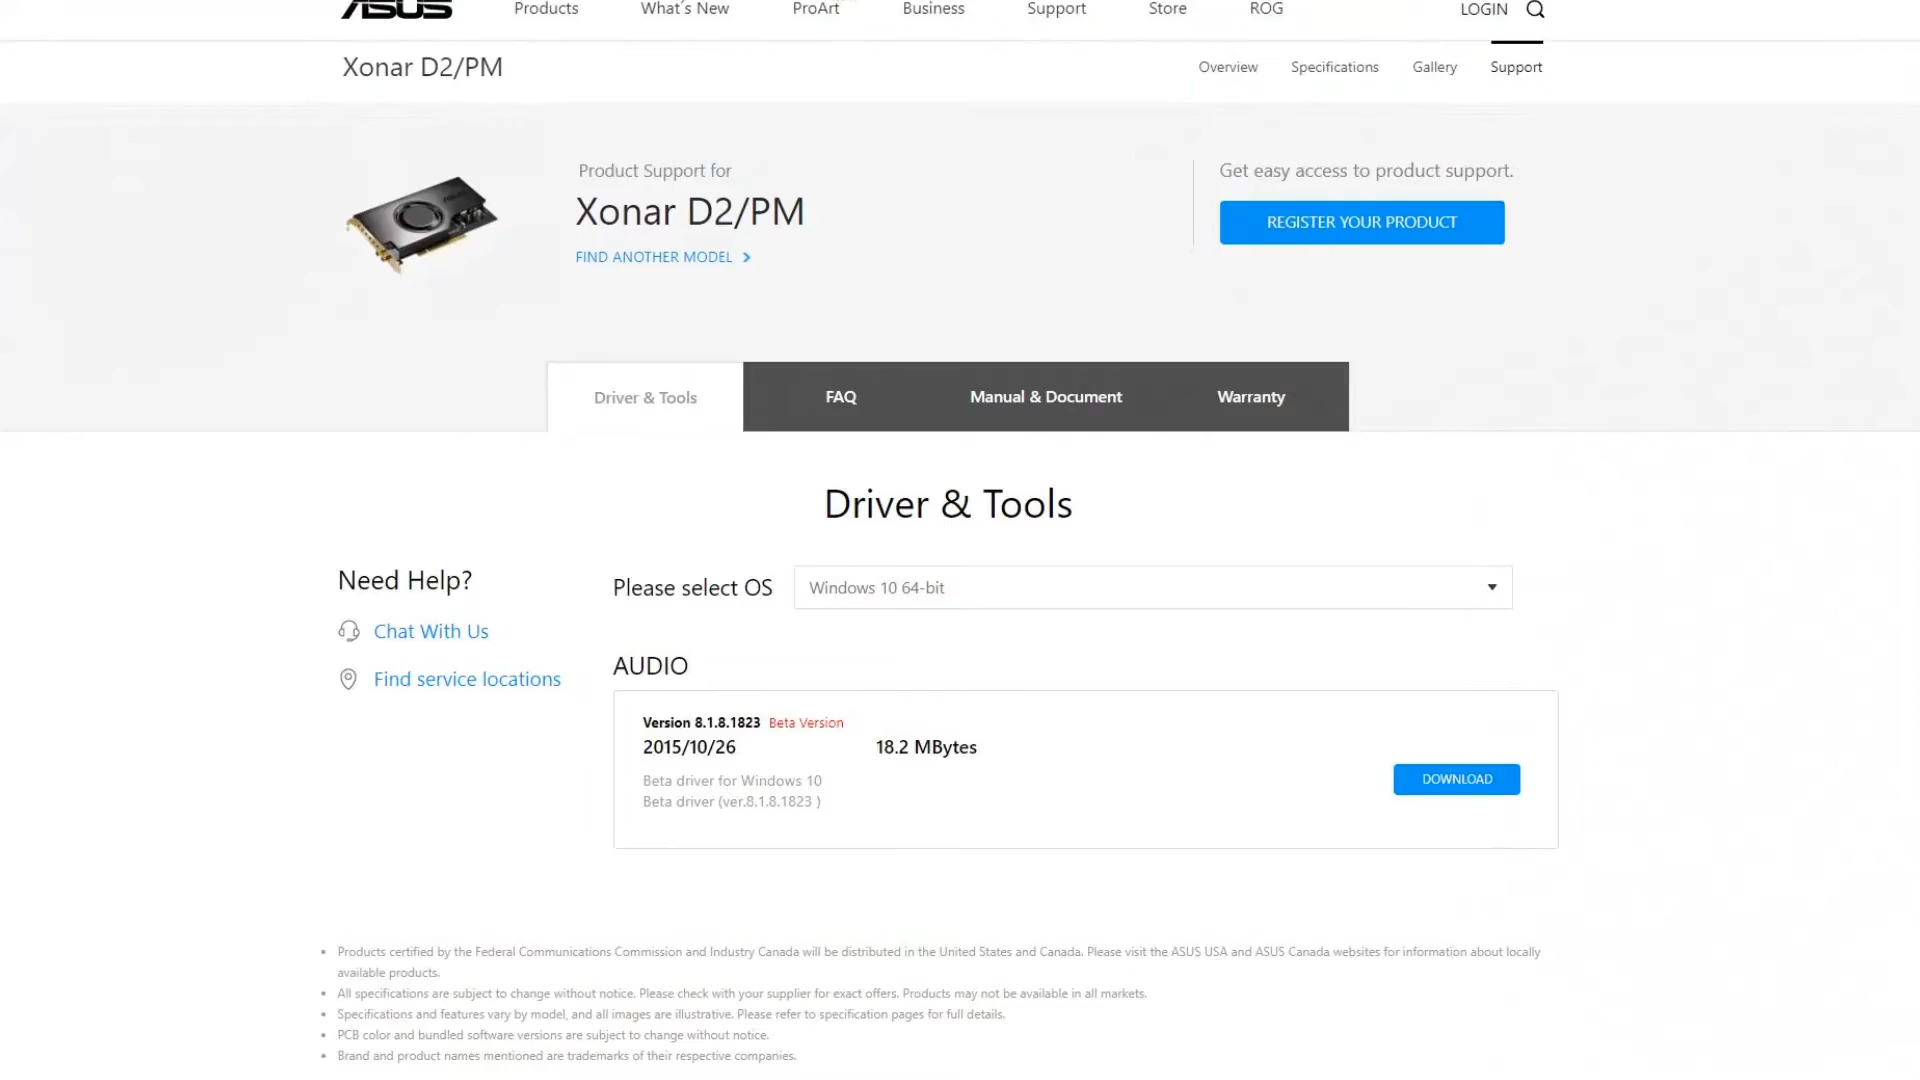 ASUS Products What's New ProArt Business Support Store ROG LOGIN
Xonar D2/PM Overview Specifications Gallery Support
Product Support for
Xonar D2/PM
FIND ANOTHER MODEL
Get easy access to product support.
REGISTER YOUR PRODUCT
Driver & Tools FAQ Manual & Document Warranty
Driver & Tools
Need Help?
Chat With Us
Find service locations
Please select OS Windows 10 64-bit
AUDIO
Version 8.1.8.1823 Beta Version
2015/10/26 18.2 MBytes
Beta driver for Windows 10
Beta driver (ver.8.1.8.1823 )
DOWNLOAD
Products certified by the Federal Communications Commission and Industry Canada will be distributed in the United States and Canada. Please visit the ASUS USA and ASUS Canada websites for information about locally
available products.
All specifications are subject to change without notice. Please check with your supplier for exact offers. Products may not be available in all markets.
Specifications and features vary by model, and all images are illustrative. Please refer to specification pages for full details.
PCB color and bundled software versions are subject to change without notice.
Brand and product names mentioned are trademarks of their respective companies.